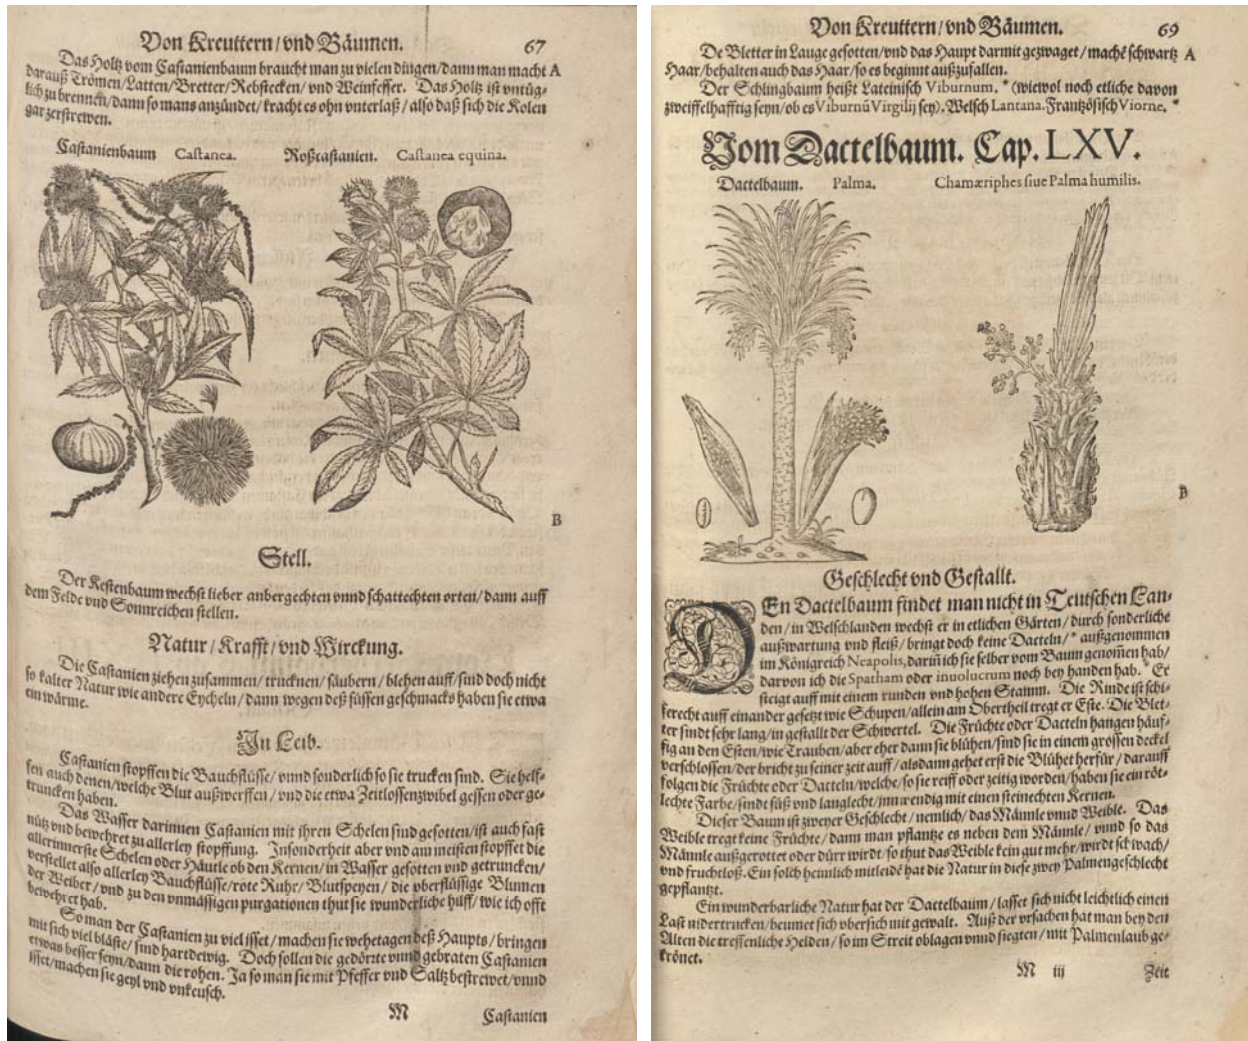 Von Kreuttern/vnd Bäumen. 67
Das Holtz vom Castanienbaum braucht man zu vielen dingen/dann man macht A
darauß Trömen/Latten/Bretter/Rebstecken/vnd Weinfesser. Das Holtz ist vntüg-
lich zu brennen/dann so mans anzündet/kracht es ohn vnterlaß/also daß sich die Kolen
gar zerstrewen.
Castanienbaum Castanea. Roßcastanien. Castanea equina.
B
Stell.
Der Kestenbaum wechst lieber an bergechten vnnd schattechten orten/dann auff
dem Felde vnd Sonnreichen stellen.
Natur/Krafft/vnd Wirckung.
Die Castanien ziehen zusammen/trucknen/säubern/blehen auff/sind doch nicht
so kalter Natur wie andere Eycheln/dann wegen deß süssen geschmacks haben sie etwa
ein wärme.
In Leib.
Castanien stopffen die Bauchflüsse/vnnd sonderlich so sie trucken sind. Sie helf-
fen auch denen/welche Blut außwerffen/vnd die etwa Zeitlossenzwibel gessen oder ge-
truncken haben.
Das Wasser darinnen Castanien mit ihren Schelen sind gesotten/ist auch fast
nütz vnd bewehret zu allerley stopffung. Insonderheit aber vnd am meisten stopffet die
allerinnerste Schelen oder Häutle ob den Kernen/in Wasser gesotten vnd getruncken/
verstellet also allerley Bauchflüsse/rote Ruhr/Blutspeyen/die vberflüssige Blumen
der Weiber/vnd zu den vnmässigen purgationen thut sie wunderliche hülff/wie ich offt
bewehret hab.
So man der Castanien zu viel isset/machen sie wehetagen deß Haupts/bringen
mit sich viel bläste/sind hartdewig. Doch sollen die gedörrte vnnd gebraten Castanien
etwas besser seyn/dann die rohen. Ja so man sie mit Pfeffer vnd Saltz bestrewet/vnnd
isset/machen sie geyl vnd vnkeusch.
M Castanien
Von Kreuttern/vnd Bäumen. 69
De Bletter in Lauge gesotten/vnd das Haupt darmit gezwaget/machẽ schwartz A
Haar/behalten auch das Haar/so es beginnt außzufallen.
Der Schlingbaum heißt Lateinisch Viburnum. * (wiewol noch etliche davon
zweiffelhafftig seyn/ob es Viburnũ Virgilij sey). Welsch Lantana. Frantzösisch Viorne. *
Vom Dactelbaum. Cap. LXV.
Dactelbaum. Palma. Chamæriphes siue Palma humilis.
B
Geschlecht vnd Gestallt.
DEn Dactelbaum findet man nicht in Teutschen Lan-
den/in Welschlanden wechst er in etlichen Gärten/durch sonderliche
außwartung vnd fleiß/bringt doch keine Dacteln/* außgenommen
im Königreich Neapolis, dariñ ich sie selber vom Baum genom̃en hab/
darvon ich die Spatham oder inuolucrum noch bey handen hab. * Er
steigt auff mit einem runden vnd hohen Stamm. Die Rinde ist schi-
ferecht auff einander gesetzt wie Schupen/allein am Obertheil tregt er Este. Die Blet-
ter sindt sehr lang/in gestallt der Schwertel. Die Früchte oder Dacteln hangen häuf-
fig an den Esten/wie Trauben/aber eher dann sie blühen/sind sie in einem grossen deckel
verschlossen/der bricht zu seiner zeit auff/alsdann gehet erst die Blühet herfür/darauff
folgen die Früchte oder Dacteln/welche/so sie reiff oder zeitig worden/haben sie ein röt-
lechte Farbe/sindt süß vnd langlecht/innwendig mit einen steinechten Kernen.
Dieser Baum ist zweyer Geschlecht/nemlich/das Männle vnnd Weible. Das
Weible tregt keine Früchte/dann man pflantze es neben dem Männle/vnnd so das
Männle außgerottet oder dürr wirdt/so thut das Weible kein gut mehr/wirdt schwach/
vnd fruchtloß. Ein solch heimlich mitleidẽ hat die Natur in diese zwey Palmengeschlecht
gepflantzt.
Ein wunderbarliche Natur hat der Dactelbaum/lasset sich nicht leichtlich einen
Last nidertrucken/beumet sich vbersich mit gewalt. Auß der vrsachen hat man bey den
Alten die treffenliche Helden/so im Streit oblagen vnnd siegten/mit Palmenlaub ge-
krönet.
M iij Zeit